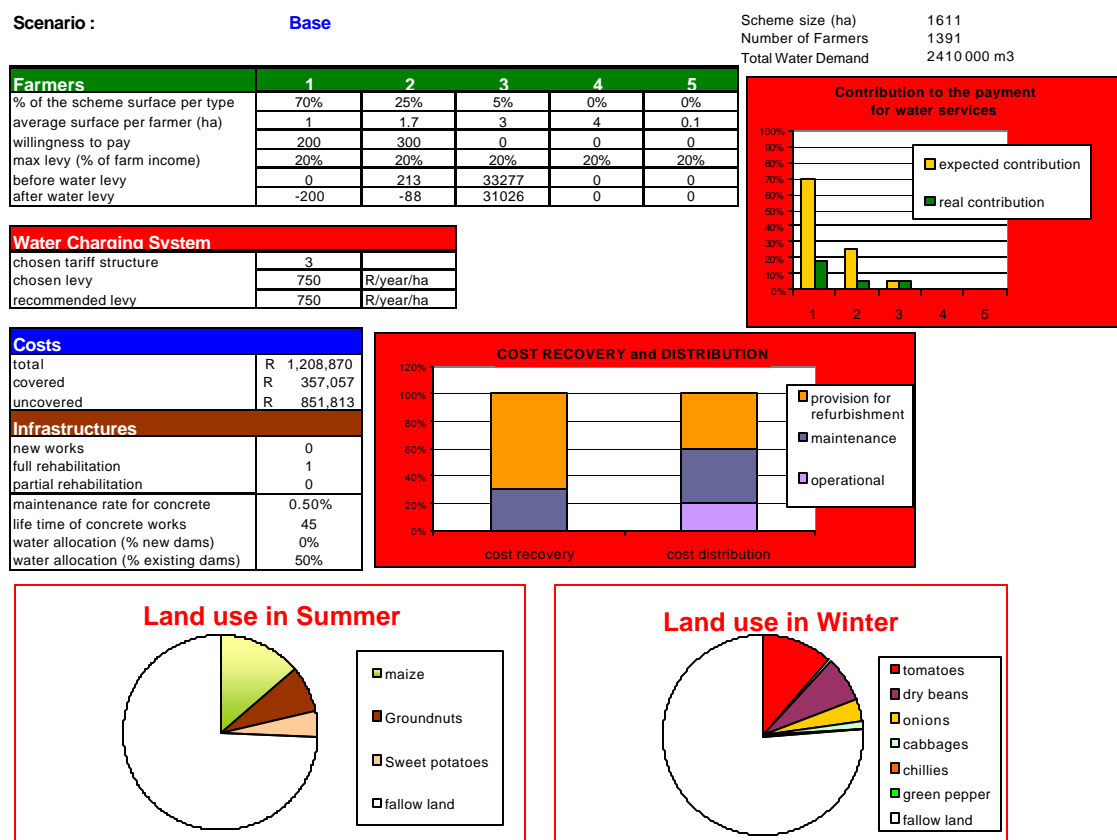 Scenario : Base
Scheme size (ha) 1611
Number of Farmers 1391
Total Water Demand 2410 000 m3
Farmers 1 2 3 4 5
% of the scheme surface per type 70% 25% 5% 0% 0%
average surface per farmer (ha) 1 1.7 3 4 0.1
willingness to pay 200 300 0 0 0
max levy (% of farm income) 20% 20% 20% 20% 20%
before water levy 0 213 33277 0 0
after water levy -200 -88 31026 0 0
Contribution to the payment
for water services
100%
90%
80%
70%
60%
50%
40%
30%
20%
10%
0%
1 2 3 4 5
expected contribution
real contribution
Water Charging System
chosen tariff structure 3
chosen levy 750 R/year/ha
recommended levy 750 R/year/ha
Costs
total R 1,208,870
covered R 357,057
uncovered R 851,813
Infrastructures
new works 0
full rehabilitation 1
partial rehabilitation 0
maintenance rate for concrete 0.50%
life time of concrete works 45
water allocation (% new dams) 0%
water allocation (% existing dams) 50%
COST RECOVERY and DISTRIBUTION
120%
100%
80%
60%
40%
20%
0%
cost recovery cost distribution
provision for
refurbishment
maintenance
operational
Land use in Summer
maize
Groundnuts
Sweet potatoes
fallow land
Land use in Winter
tomatoes
dry beans
onions
cabbages
chillies
green pepper
fallow land